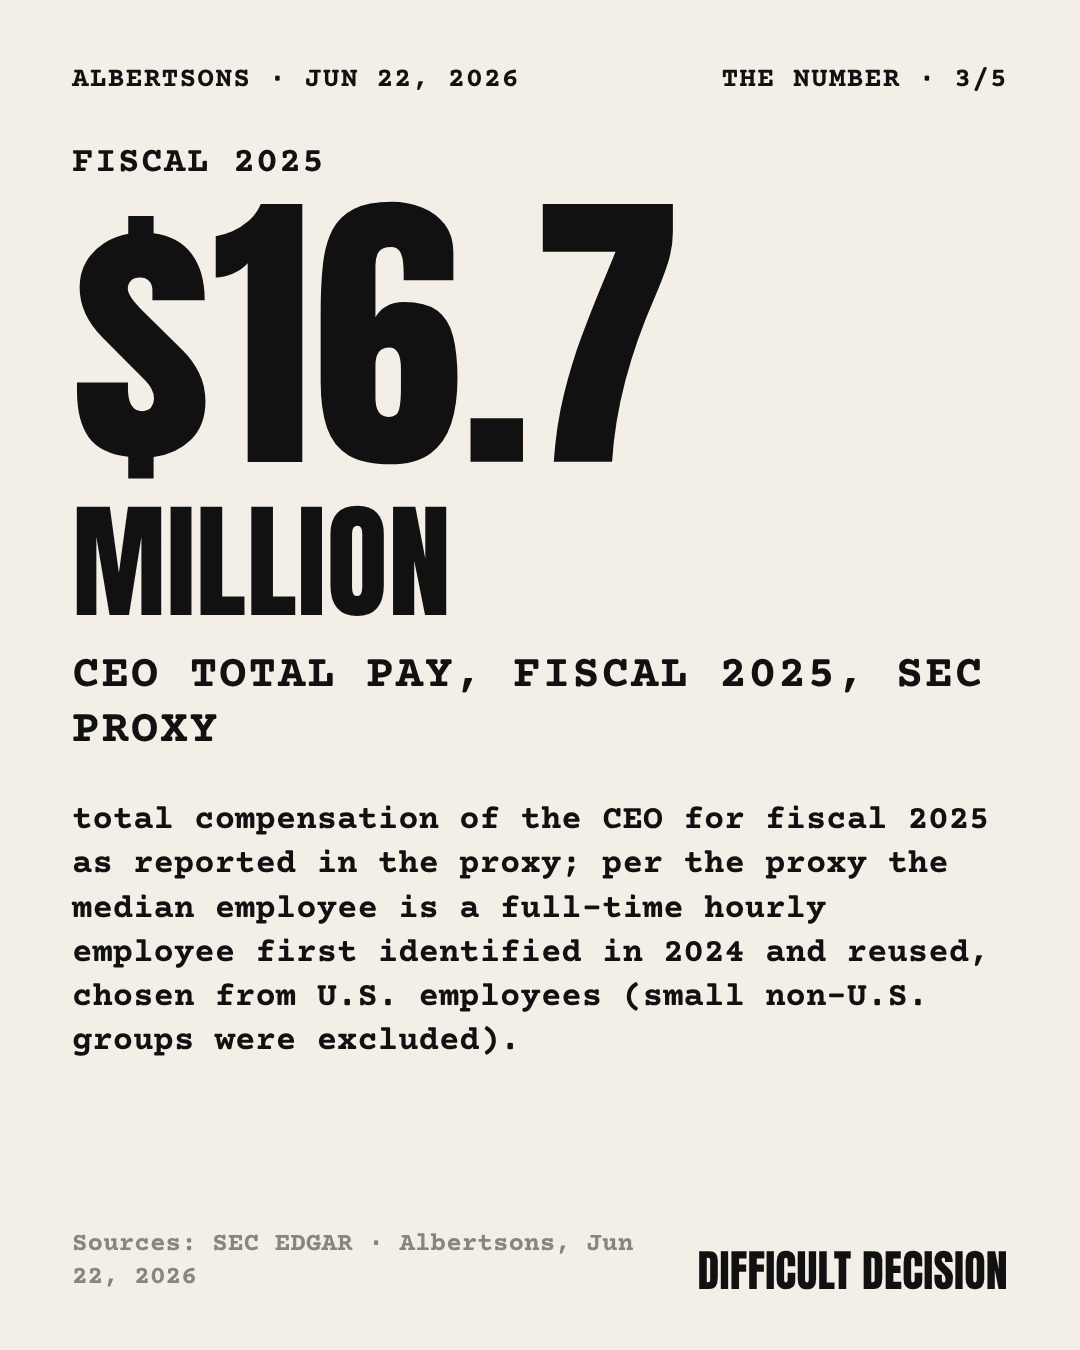 ALBERTSONS · JUN 22, 2026
THE NUMBER · 3/5
FISCAL 2025
$16.7
MILLION
CEO TOTAL PAY, FISCAL 2025, SEC
PROXY
total compensation of the CEO for fiscal 2025
as reported in the proxy; per the proxy the
median employee is a full-time hourly
employee first identified in 2024 and reused,
chosen from U.S. employees (small non-U.S.
groups were excluded).
Sources: SEC EDGAR · Albertsons, Jun
22, 2026
DIFFICULT DECISION